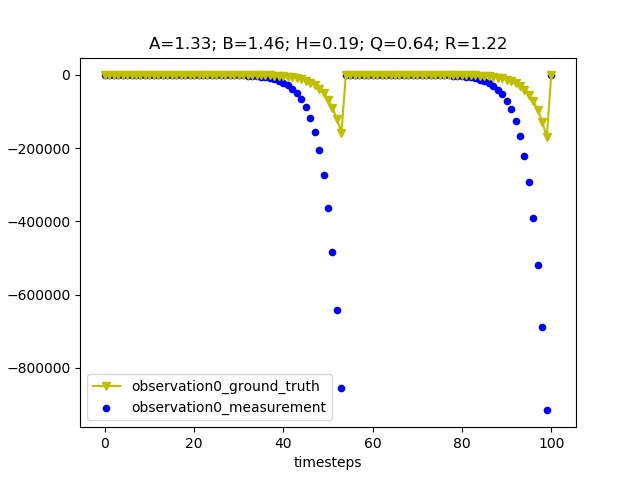 A=1.33; B=1.46; H=0.19; Q=0.64; R=1.22
0
−200000
−400000
−600000
−800000
observation0_ground_truth
observation0_measurement
0 20 40 60 80 100
timesteps